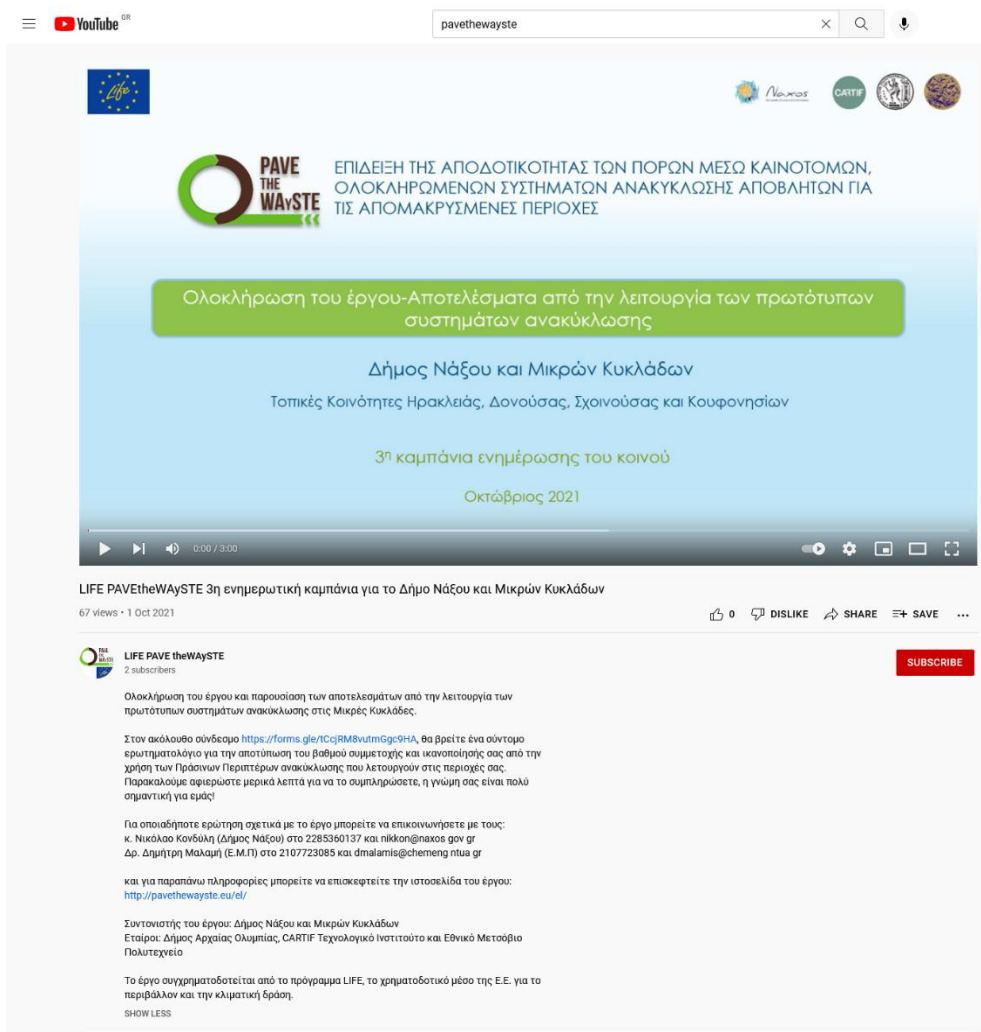 YouTube GR
pavethewayste
Life
Naxos
CARTIF
PAVE
THE
WAySTE
ΕΠΙΔΕΙΞΗ ΤΗΣ ΑΠΟΔΟΤΙΚΟΤΗΤΑΣ ΤΩΝ ΠΟΡΩΝ ΜΕΣΩ ΚΑΙΝΟΤΟΜΩΝ,
ΟΛΟΚΛΗΡΩΜΕΝΩΝ ΣΥΣΤΗΜΑΤΩΝ ΑΝΑΚΥΚΛΩΣΗΣ ΑΠΟΒΛΗΤΩΝ ΓΙΑ
ΤΙΣ ΑΠΟΜΑΚΡΥΣΜΕΝΕΣ ΠΕΡΙΟΧΕΣ
Ολοκλήρωση του έργου-Αποτελέσματα από την λειτουργία των πρωτότυπων
συστημάτων ανακύκλωσης
Δήμος Νάξου και Μικρών Κυκλάδων
Τοπικές Κοινότητες Ηρακλειάς, Δονούσας, Σχοινούσας και Κουφονησίων
3η καμπάνια ενημέρωσης του κοινού
Οκτώβριος 2021
0:00 / 3:00
LIFE PAVEtheWAySTE 3η ενημερωτική καμπάνια για το Δήμο Νάξου και Μικρών Κυκλάδων
67 views • 1 Oct 2021
0 DISLIKE SHARE SAVE ...
LIFE PAVE theWAySTE
2 subscribers
SUBSCRIBE
Ολοκλήρωση του έργου και παρουσίαση των αποτελεσμάτων από την λειτουργία των
πρωτότυπων συστημάτων ανακύκλωσης στις Μικρές Κυκλάδες.
Στον ακόλουθο σύνδεσμο https://forms.gle/tCcjRM8vutmGgc9HA, θα βρείτε ένα σύντομο
ερωτηματολόγιο για την αποτύπωση του βαθμού συμμετοχής και ικανοποίησής σας από την
χρήση των Πράσινων Περιπτέρων ανακύκλωσης που λετουργούν στις περιοχές σας.
Παρακαλούμε αφιερώστε μερικά λεπτά για να το συμπληρώσετε, η γνώμη σας είναι πολύ
σημαντική για εμάς!
Για οποιαδήποτε ερώτηση σχετικά με το έργο μπορείτε να επικοινωνήσετε με τους:
κ. Νικόλαο Κονδύλη (Δήμος Νάξου) στο 2285360137 και nikkon@naxos gov gr
Δρ. Δημήτρη Μαλαμή (Ε.Μ.Π) στο 2107723085 και dmalamis@chemeng ntua gr
και για παραπάνω πληροφορίες μπορείτε να επισκεφτείτε την ιστοσελίδα του έργου:
http://pavethewayste.eu/el/
Συντονιστής του έργου: Δήμος Νάξου και Μικρών Κυκλάδων
Εταίροι: Δήμος Αρχαίας Ολυμπίας, CARTIF Τεχνολογικό Ινστιτούτο και Εθνικό Μετσόβιο
Πολυτεχνείο
Το έργο συγχρηματοδοτείται από το πρόγραμμα LIFE, το χρηματοδοτικό μέσο της Ε.Ε. για το
περιβάλλον και την κλιματική δράση.
SHOW LESS